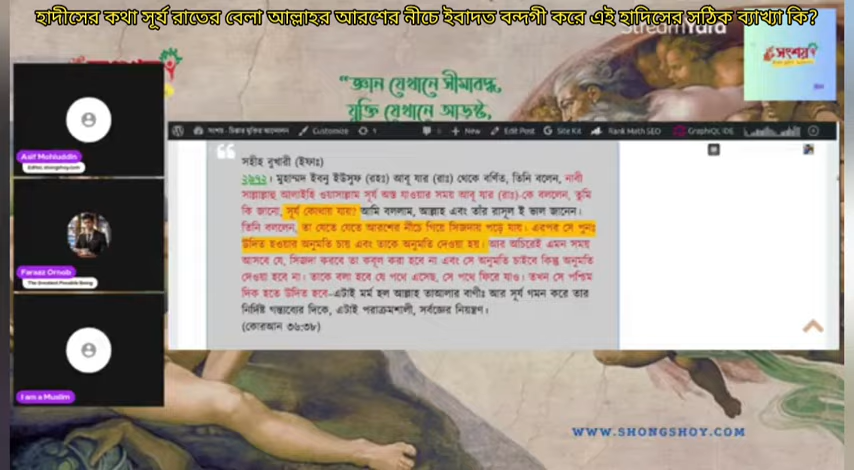 হাদীসের কথা সূর্য রাতের বেলা আল্লাহর আরশের নীচে ইবাদত বন্দগী করে এই হাদিসের সঠিক ব্যাখ্যা কি?
StreamYard
সংশয়
"জ্ঞান যেখানে সীমাবদ্ধ,
যুক্তি যেখানে আড়ষ্ট,
Customize
New
Edit Post
Site Kit
Rank Math SEO
GraphiQL IDE
Asif Mohiuddin
Editor, shongshoy.com
সহীহ বুখারী (ইফাঃ)
২৯৭২। মুহাম্মদ ইবনু ইউসুফ (রহঃ) আবূ যার (রাঃ) থেকে বর্ণিত, তিনি বলেন, নাবী
সাল্লাল্লাহু আলাইহি ওয়াসাল্লাম সূর্য অস্ত যাওয়ার সময় আবূ যার (রাঃ)-কে বললেন, তুমি
কি জানো, সূর্য কোথায় যায়? আমি বললাম, আল্লাহ এবং তাঁর রাসূল ই ভাল জানেন।
তিনি বললেন, তা যেতে যেতে আরশের নীচে গিয়ে সিজদায় পড়ে যায়। এরপর সে পুনঃ
উদিত হওয়ার অনুমতি চায় এবং তাকে অনুমতি দেওয়া হয়। আর অচিরেই এমন সময়
আসবে যে, সিজদা করবে তা কবূল করা হবে না এবং সে অনুমতি চাইবে কিন্তু অনুমতি
দেওয়া হবে না। তাকে বলা হবে যে পথে এসেছ, সে পথে ফিরে যাও। তখন সে পশ্চিম
দিক হতে উদিত হবে-এটাই মর্ম হল আল্লাহ তাআলার বাণীঃ আর সূর্য গমন করে তার
নির্দিষ্ট গন্তব্যের দিকে, এটাই পরাক্রমশালী, সর্বজ্ঞের নিয়ন্ত্রণ।
(কোরআন ৩৬:৩৮)
Faraaz Ornob
The Greatest Possible Being
I am a Muslim
WWW.SHONGSHOY.COM